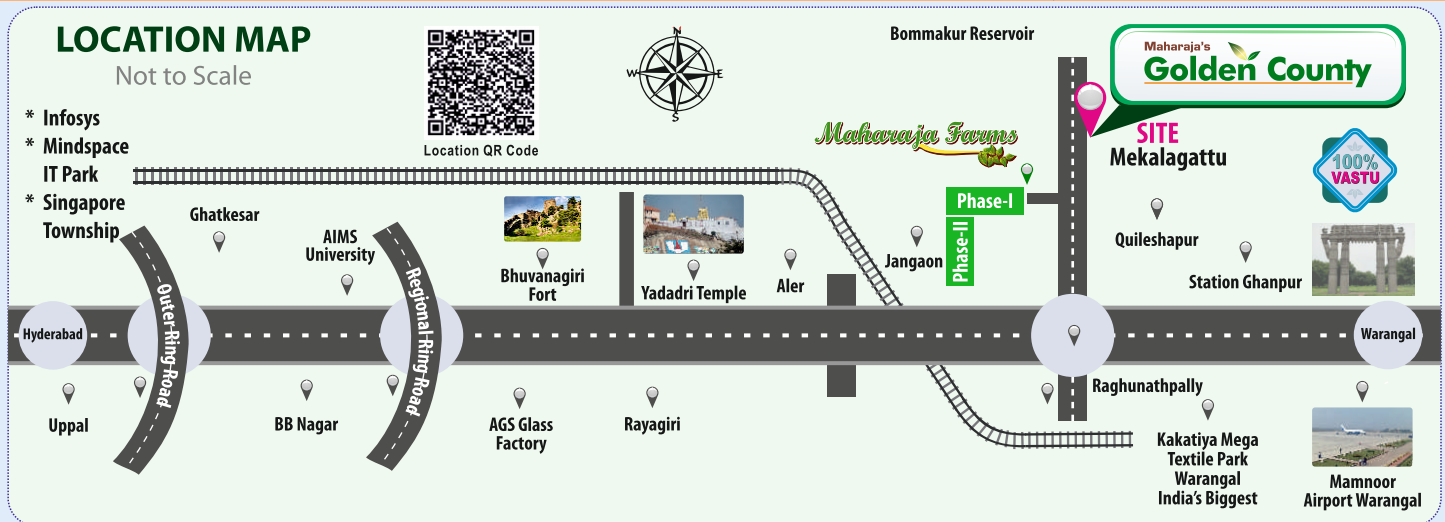 LOCATION MAP
Not to Scale
* Infosys
* Mindspace
IT Park
* Singapore
Township
Location QR Code
N
W
E
S
Bommakur Reservoir
Maharaja's
Golden County
SITE
Mekalagattu
Maharaja Farms
Phase-I
Phase-II
100%
VASTU
Ghatkesar
AIMS
University
Bhuvanagiri
Fort
Yadadri Temple
Aler
Jangaon
Quileshapur
Station Ghanpur
Hyderabad
Outer Ring Road
Regional Ring Road
Warangal
Uppal
BB Nagar
AGS Glass
Factory
Rayagiri
Raghunathpally
Kakatiya Mega
Textile Park
Warangal
India's Biggest
Mamnoor
Airport Warangal